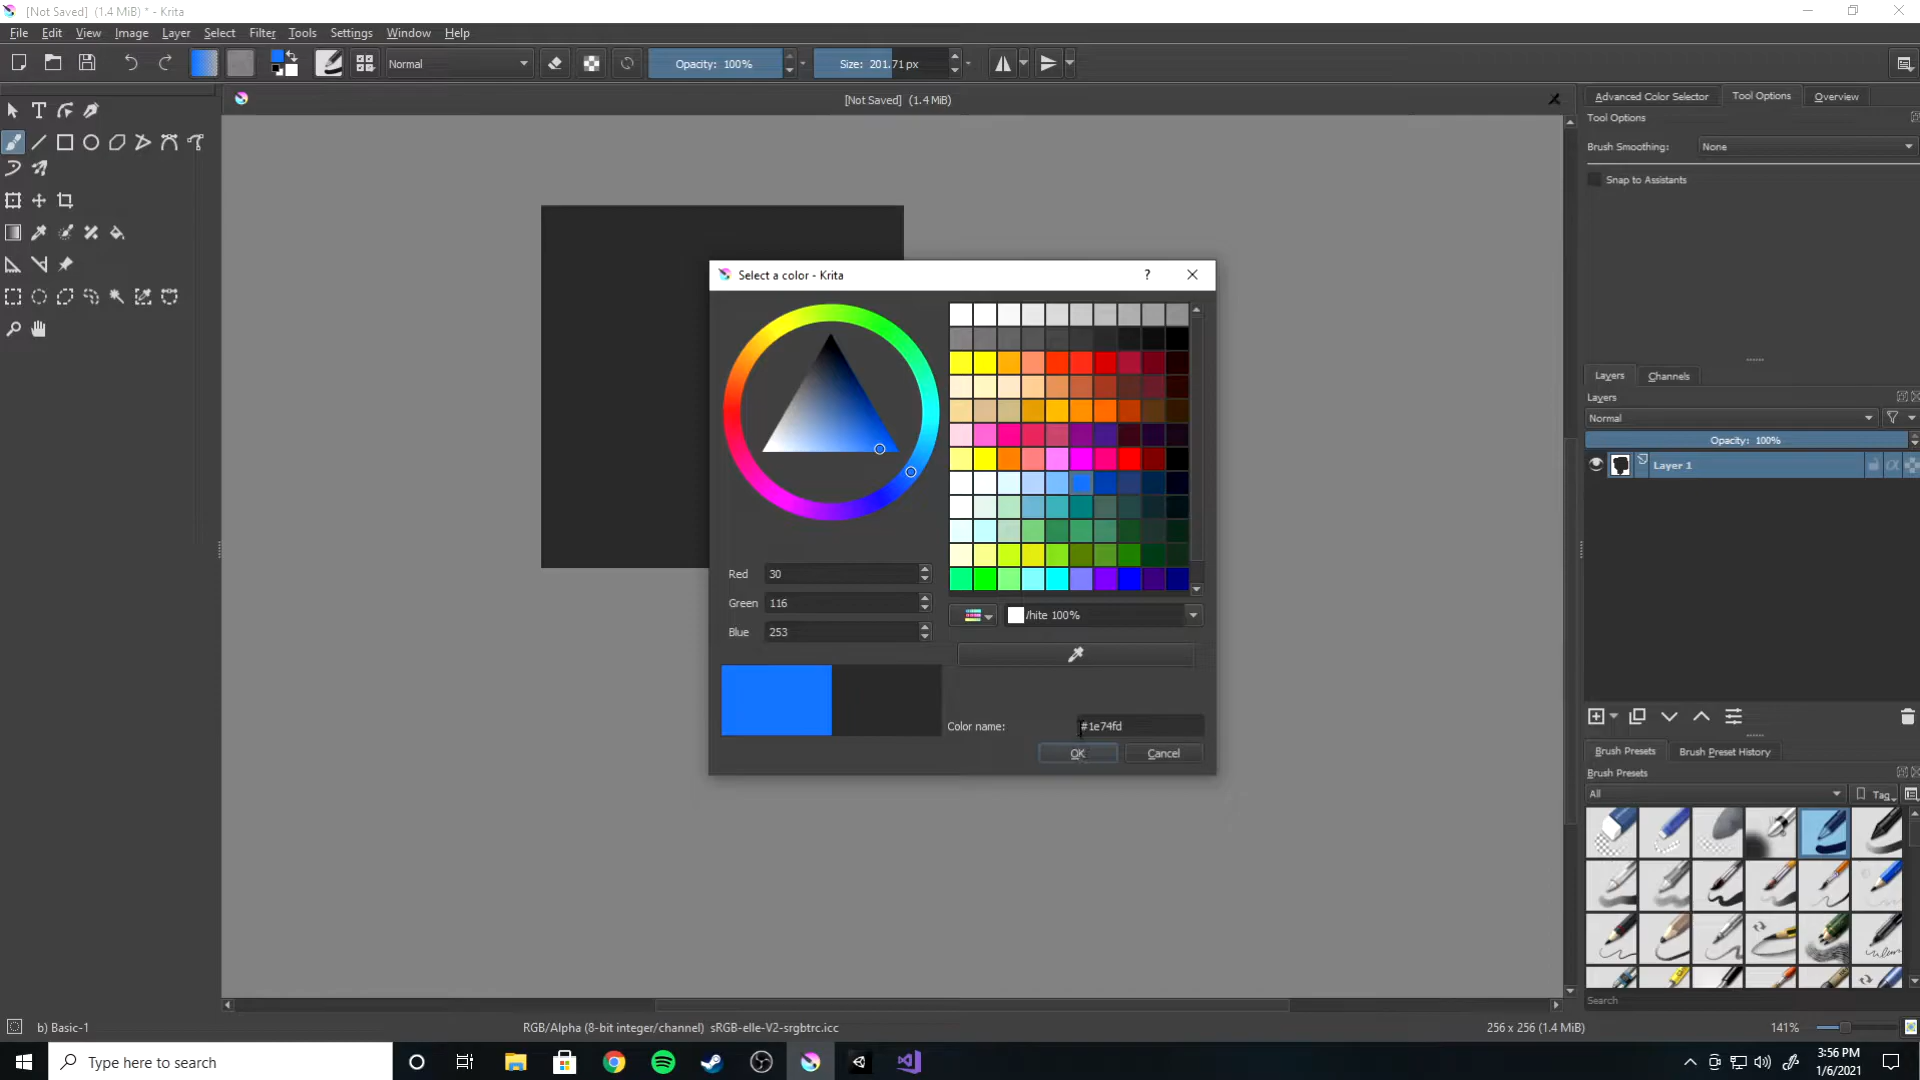 [Not Saved] (1.4 MiB) * - Krita
File Edit View Image Layer Select Filter Tools Settings Window Help
Normal
Opacity: 100%
Size: 201.71 px
[Not Saved] (1.4 MiB)
Advanced Color Selector Tool Options Overview
Tool Options
Brush Smoothing: None
Snap to Assistants
Select a color - Krita
?
Red 30
Green 116
Blue 253
/hite 100%
Color name: #1e74fd
OK Cancel
Layers Channels
Layers
Normal
Opacity: 100%
Layer 1
Brush Presets Brush Preset History
Brush Presets
All Tag
Search
b) Basic-1
RGB/Alpha (8-bit integer/channel) sRGB-elle-V2-srgbtrc.icc
256 x 256 (1.4 MiB)
141%
Type here to search
3:56 PM
1/6/2021